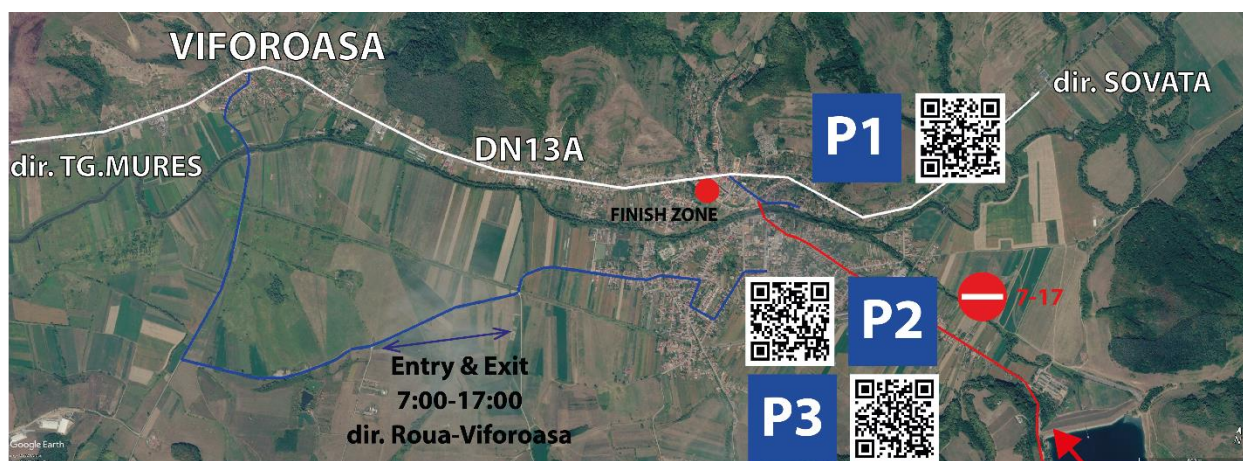 VIFOROASA
dir. SOVATA
P1
DN13A
dir. TG.MURES
FINISH ZONE
7-17
P2
Entry & Exit
7:00-17:00
dir. Roua-Viforoasa
P3
Google Earth
N